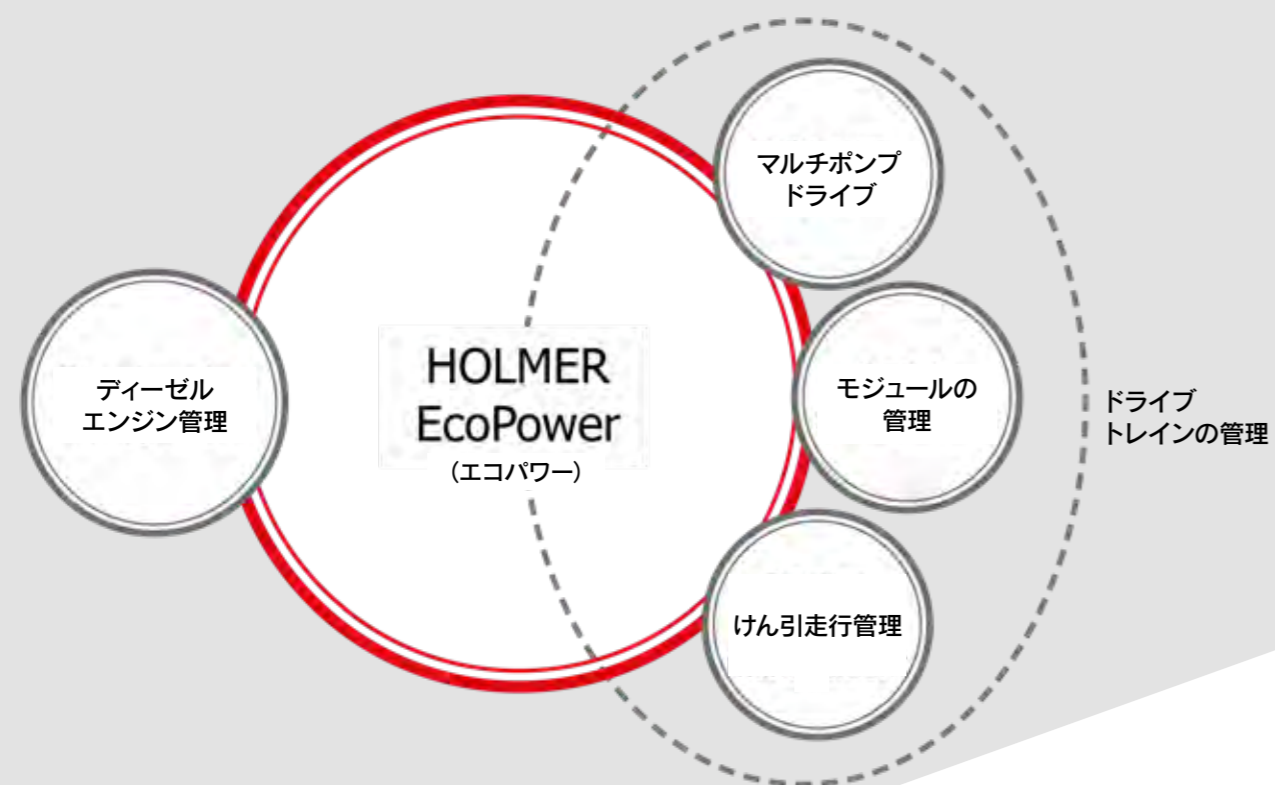 ディーゼル
エンジン管理
HOLMER
EcoPower
(エコパワー)
マルチポンプ
ドライブ
モジュールの
管理
けん引走行管理
ドライブ
トレインの管理